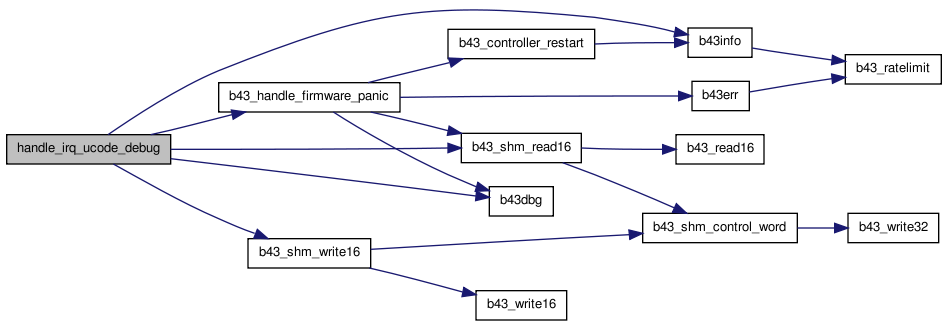 handle_irq_ucode_debug
b43_handle_firmware_panic
b43_shm_write16
b43_controller_restart
b43_shm_read16
b43dbg
b43_write16
b43info
b43err
b43_read16
b43_shm_control_word
b43_ratelimit
b43_write32